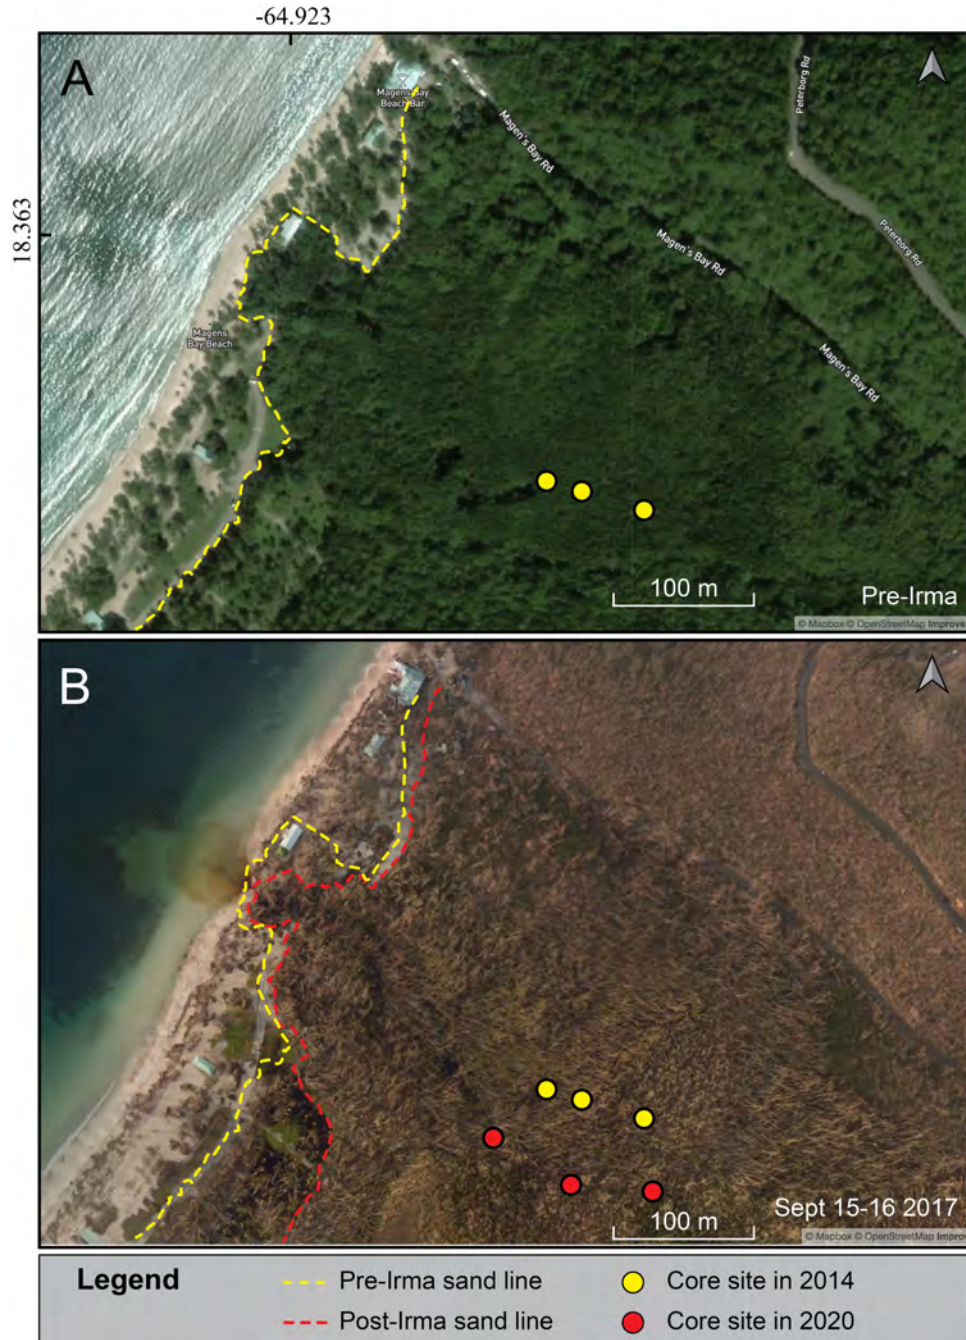 -64.923
18.363
A
Magens Bay
Beach Bar
Magen's Bay Rd
Peterborg Rd
Peterborg Rd
Magen's Bay Rd
Magens
Bay Beach
Magen's Bay Rd
100 m
Pre-Irma
© Mapbox © OpenStreetMap Improve
B
Sept 15-16 2017
100 m
© Mapbox © OpenStreetMap Improve
Legend
Pre-Irma sand line
Core site in 2014
Post-Irma sand line
Core site in 2020